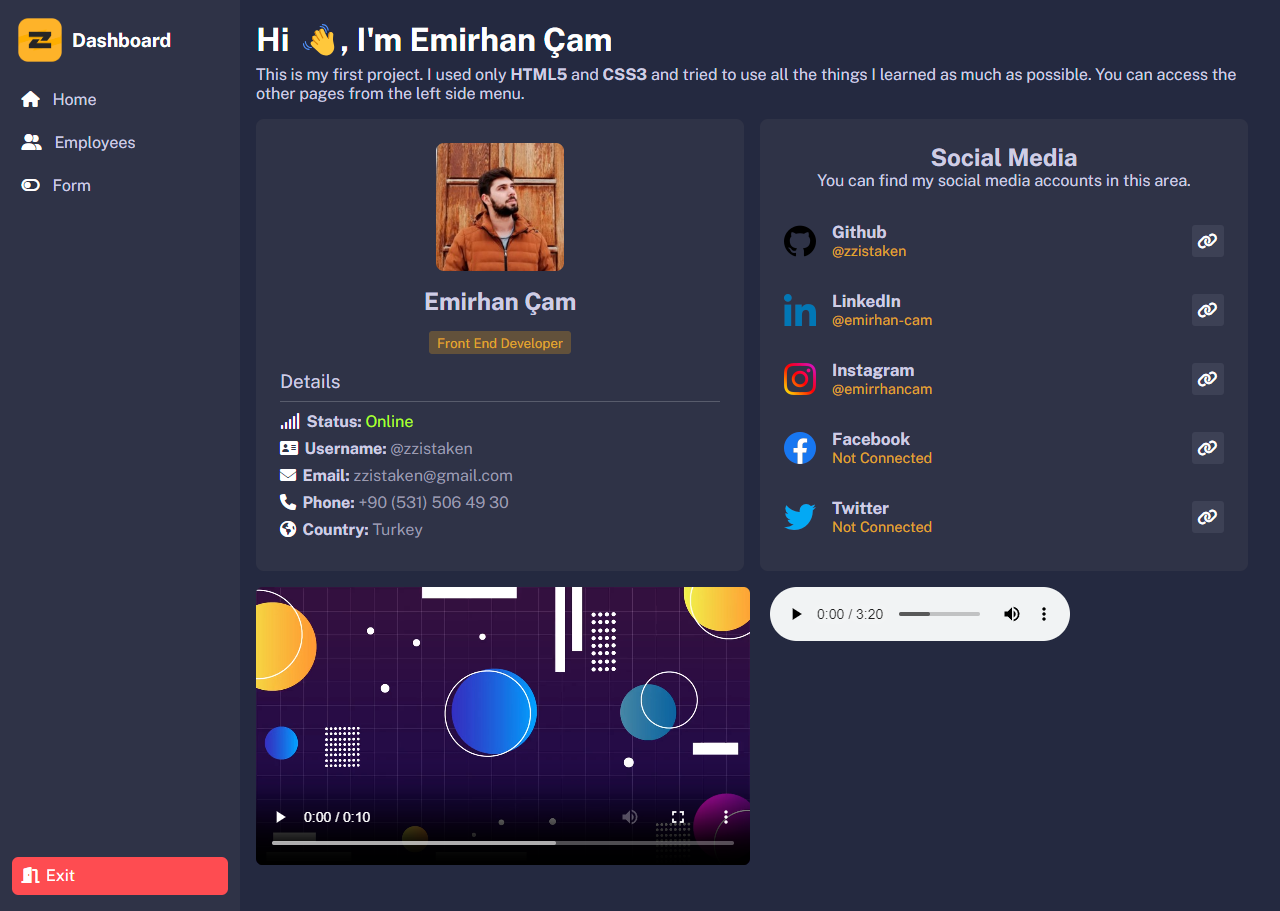 Dashboard
Home
Employees
Form
Exit
Hi 👋, I'm Emirhan Çam
This is my first project. I used only HTML5 and CSS3 and tried to use all the things I learned as much as possible. You can access the
other pages from the left side menu.
Emirhan Çam
Front End Developer
Details
Status: Online
Username: @zzistaken
Email: zzistaken@gmail.com
Phone: +90 (531) 506 49 30
Country: Turkey
Social Media
You can find my social media accounts in this area.
Github
@zzistaken
LinkedIn
@emirhan-cam
Instagram
@emirrhancam
Facebook
Not Connected
Twitter
Not Connected
0:00 / 0:10
0:00 / 3:20